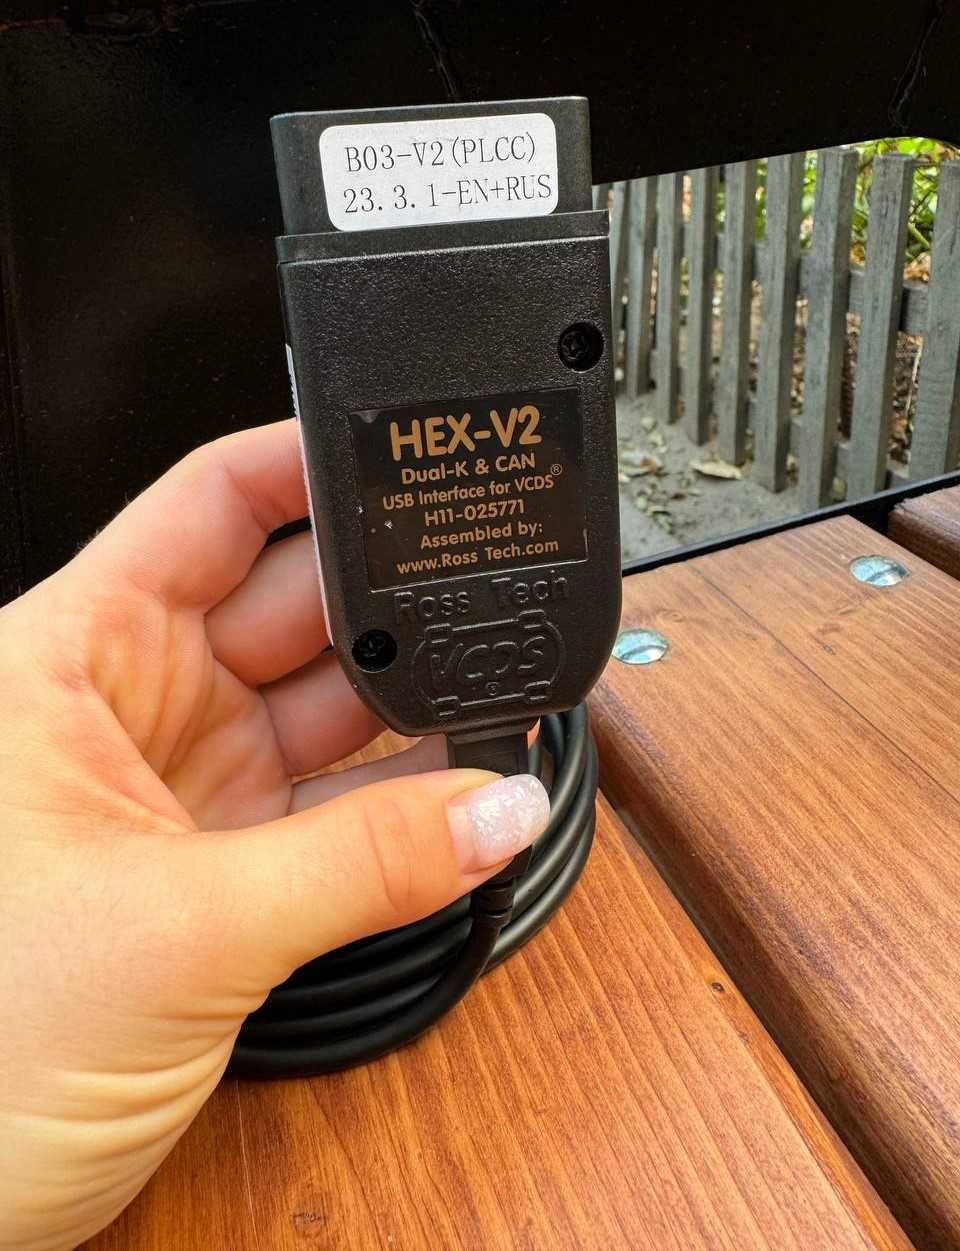 B03-V2(PLCC)
23.3.1-EN+RUS
HEX-V2
Dual-K & CAN
USB Interface for VCDS®
H11-025771
Assembled by:
www.Ross Tech.com
Ross Tech
VCDS
®